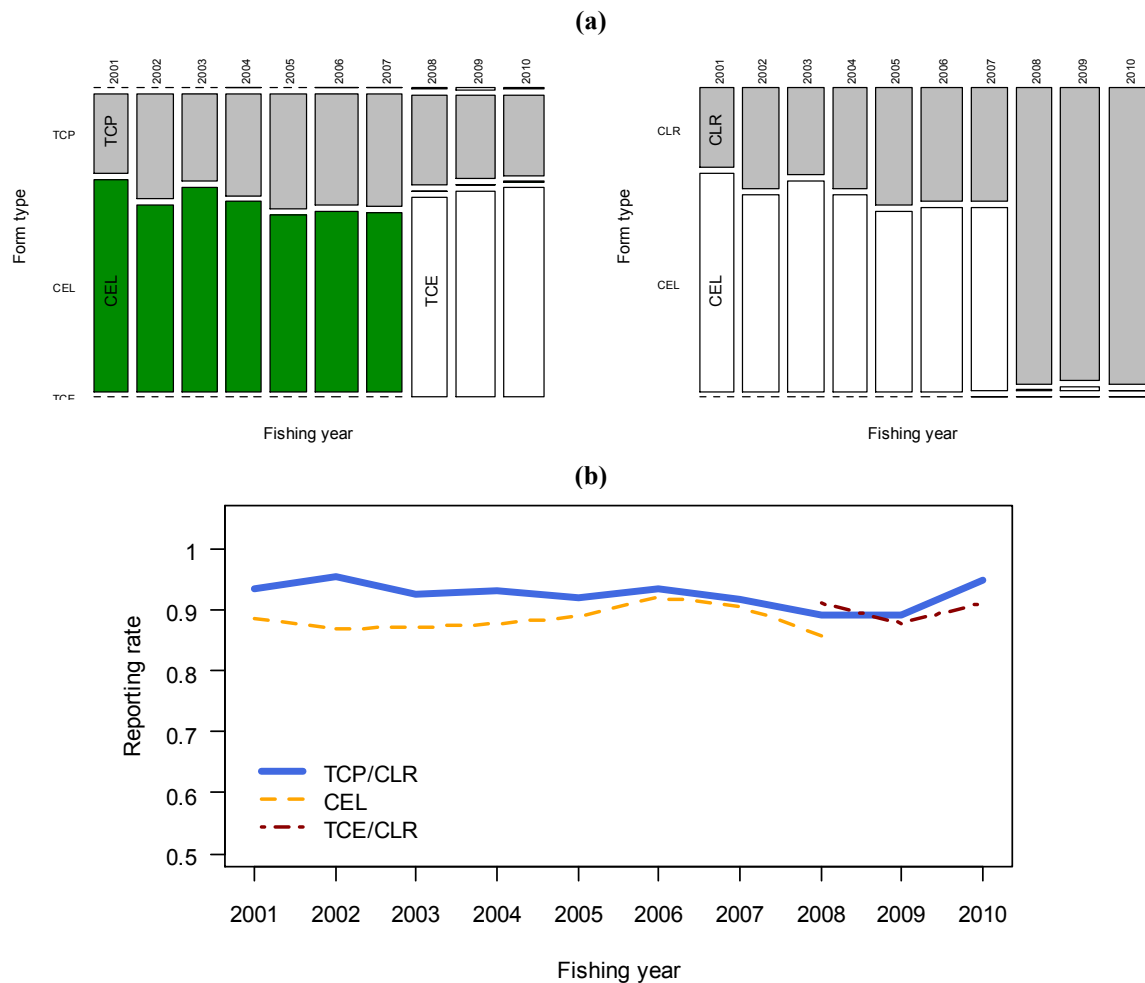 (a)
2001 2002 2003 2004 2005 2006 2007 2008 2009 2010
TCP
TCP
CEL
CEL
TCE
TCE
Form type
Fishing year
2001 2002 2003 2004 2005 2006 2007 2008 2009 2010
CLR
CLR
CEL
CEL
Form type
Fishing year
(b)
1
0.9
0.8
0.7
0.6
0.5
Reporting rate
TCP/CLR
CEL
TCE/CLR
2001 2002 2003 2004 2005 2006 2007 2008 2009 2010
Fishing year